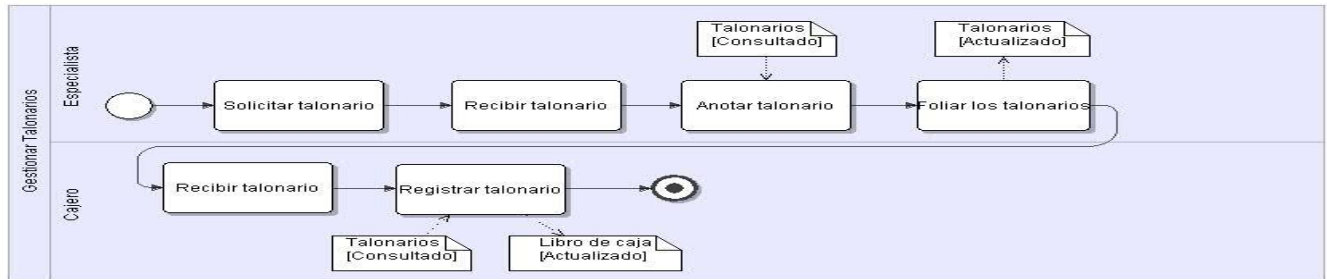 Gestionar Talonarios
Especialista
Talonarios
[Consultado]
Talonarios
[Actualizado]
Solicitar talonario
Recibir talonario
Anotar talonario
Foliar los talonarios
Cajero
Recibir talonario
Registrar talonario
Talonarios
[Consultado]
Libro de caja
[Actualizado]